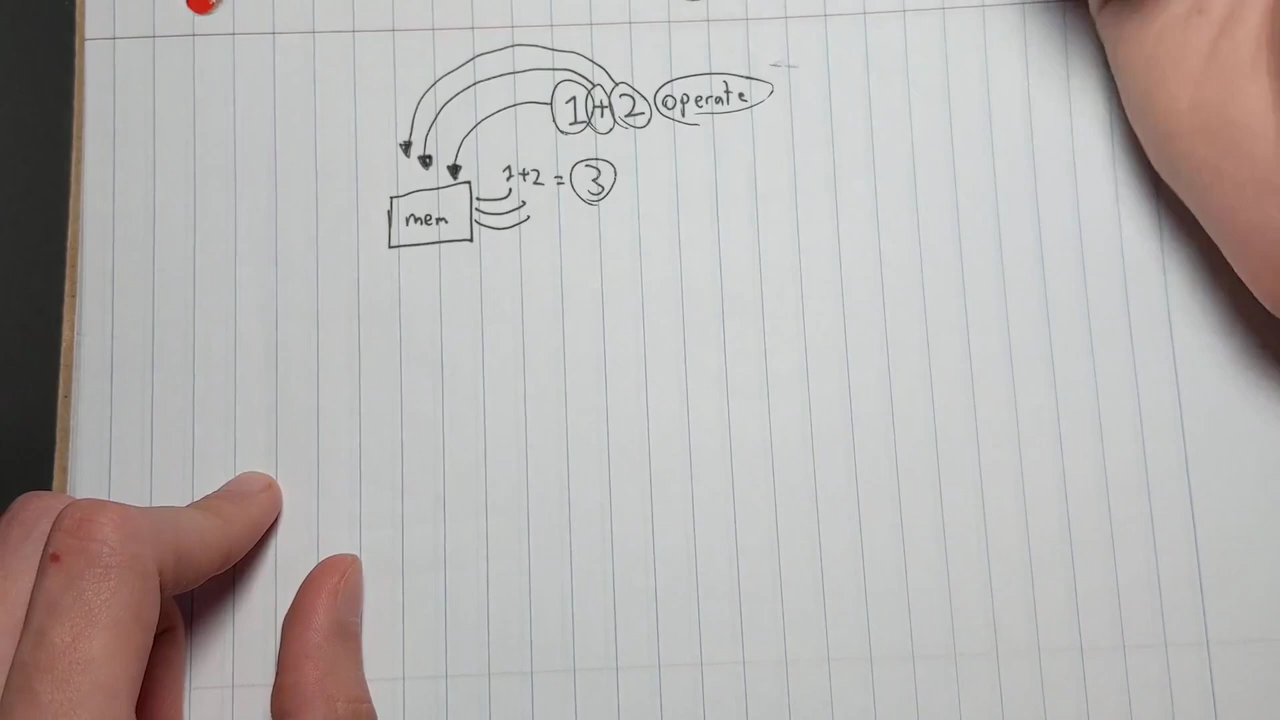 1 + 2 operate
1+2 = 3
mem